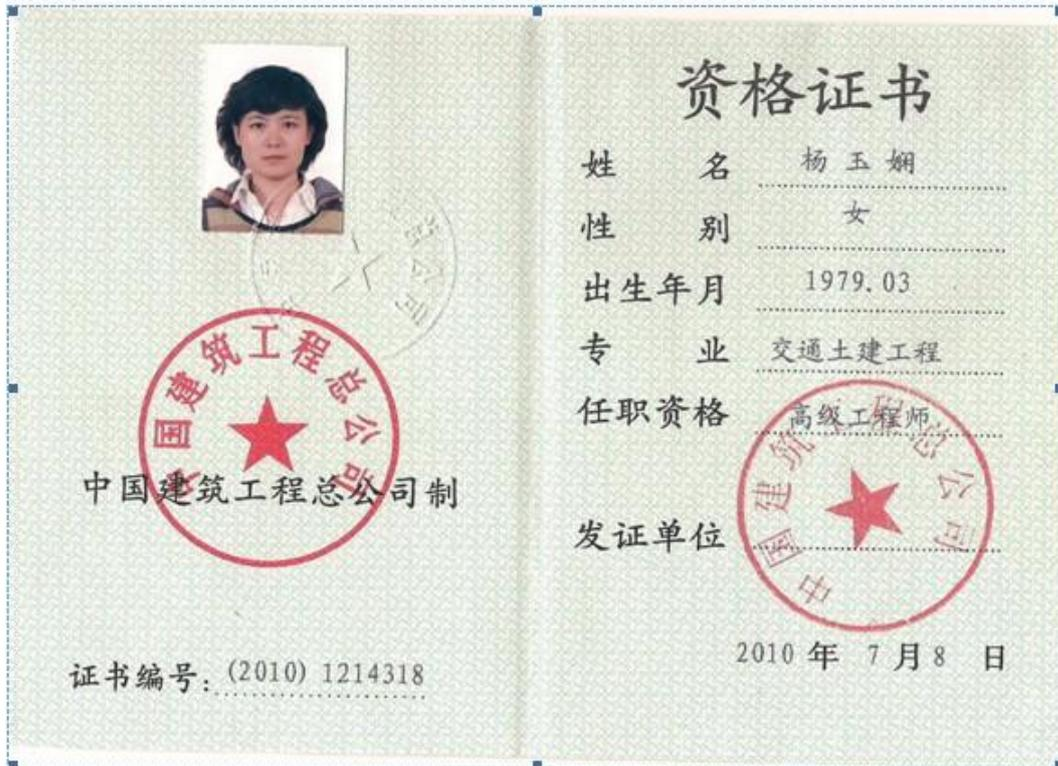 中国建筑工程总公司
中国建筑工程总公司制
证书编号：(2010) 1214318
资格证书
姓 名 杨玉娴
性 别 女
出生年月 1979.03
专 业 交通土建工程
任职资格 高级工程师
发证单位
中国建筑工程总公司
2010 年 7 月 8 日